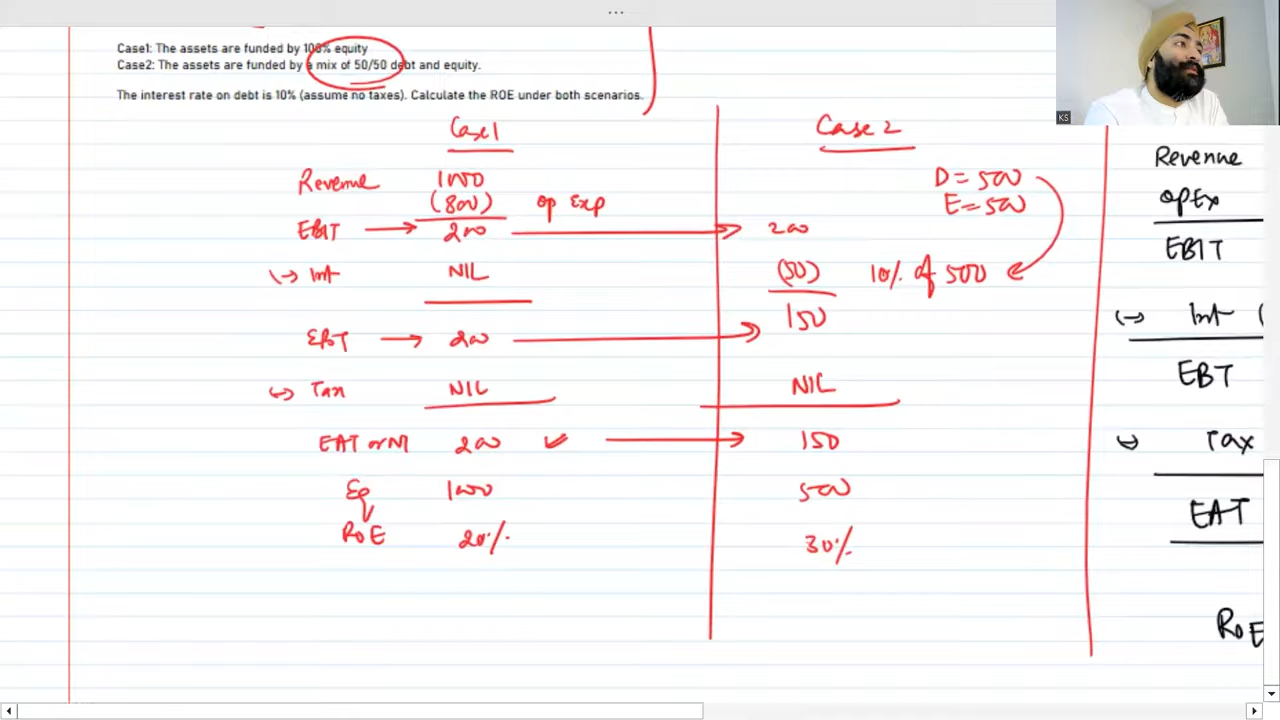 ...
Case1: The assets are funded by 100% equity
Case2: The assets are funded by a mix of 50/50 debt and equity.
The interest rate on debt is 10% (assume no taxes). Calculate the ROE under both scenarios.
Case 1
Case 2
Revenue 1000
D = 500
(800) op Exp
E = 500
EBIT → 200 → 200
(-) Int NIL (50) 10% of 500
150
EBT → 200 →
(-) Tax NIL NIL
EAT or NI 200 ✓ → 150
Eq 1000 500
ROE 20% 30%
Revenue
OpEx
EBIT
(-) Int (
EBT
(-) Tax
EAT
ROE
KS